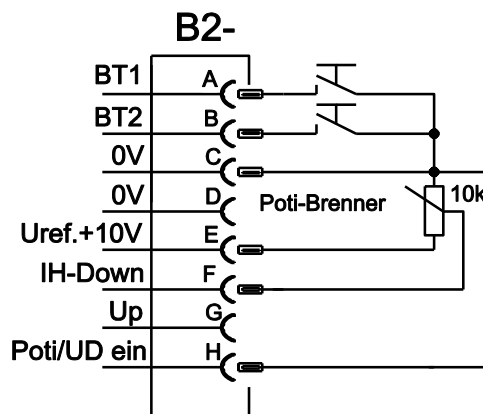 B2-
BT1 A
BT2 B
0V C
0V D
Poti-Brenner 10k
Uref.+10V E
IH-Down F
Up G
Poti/UD ein H